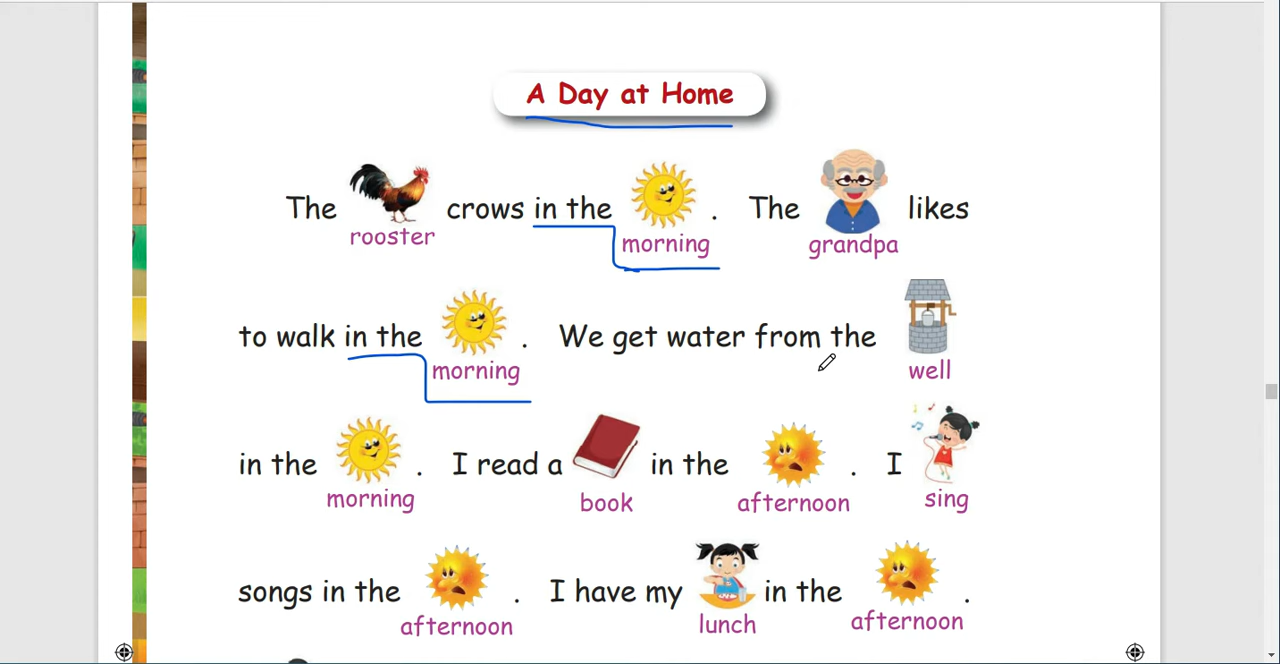 A Day at Home
The rooster crows in the morning. The grandpa likes
to walk in the morning. We get water from the well
in the morning. I read a book in the afternoon. I sing
songs in the afternoon. I have my lunch in the afternoon.